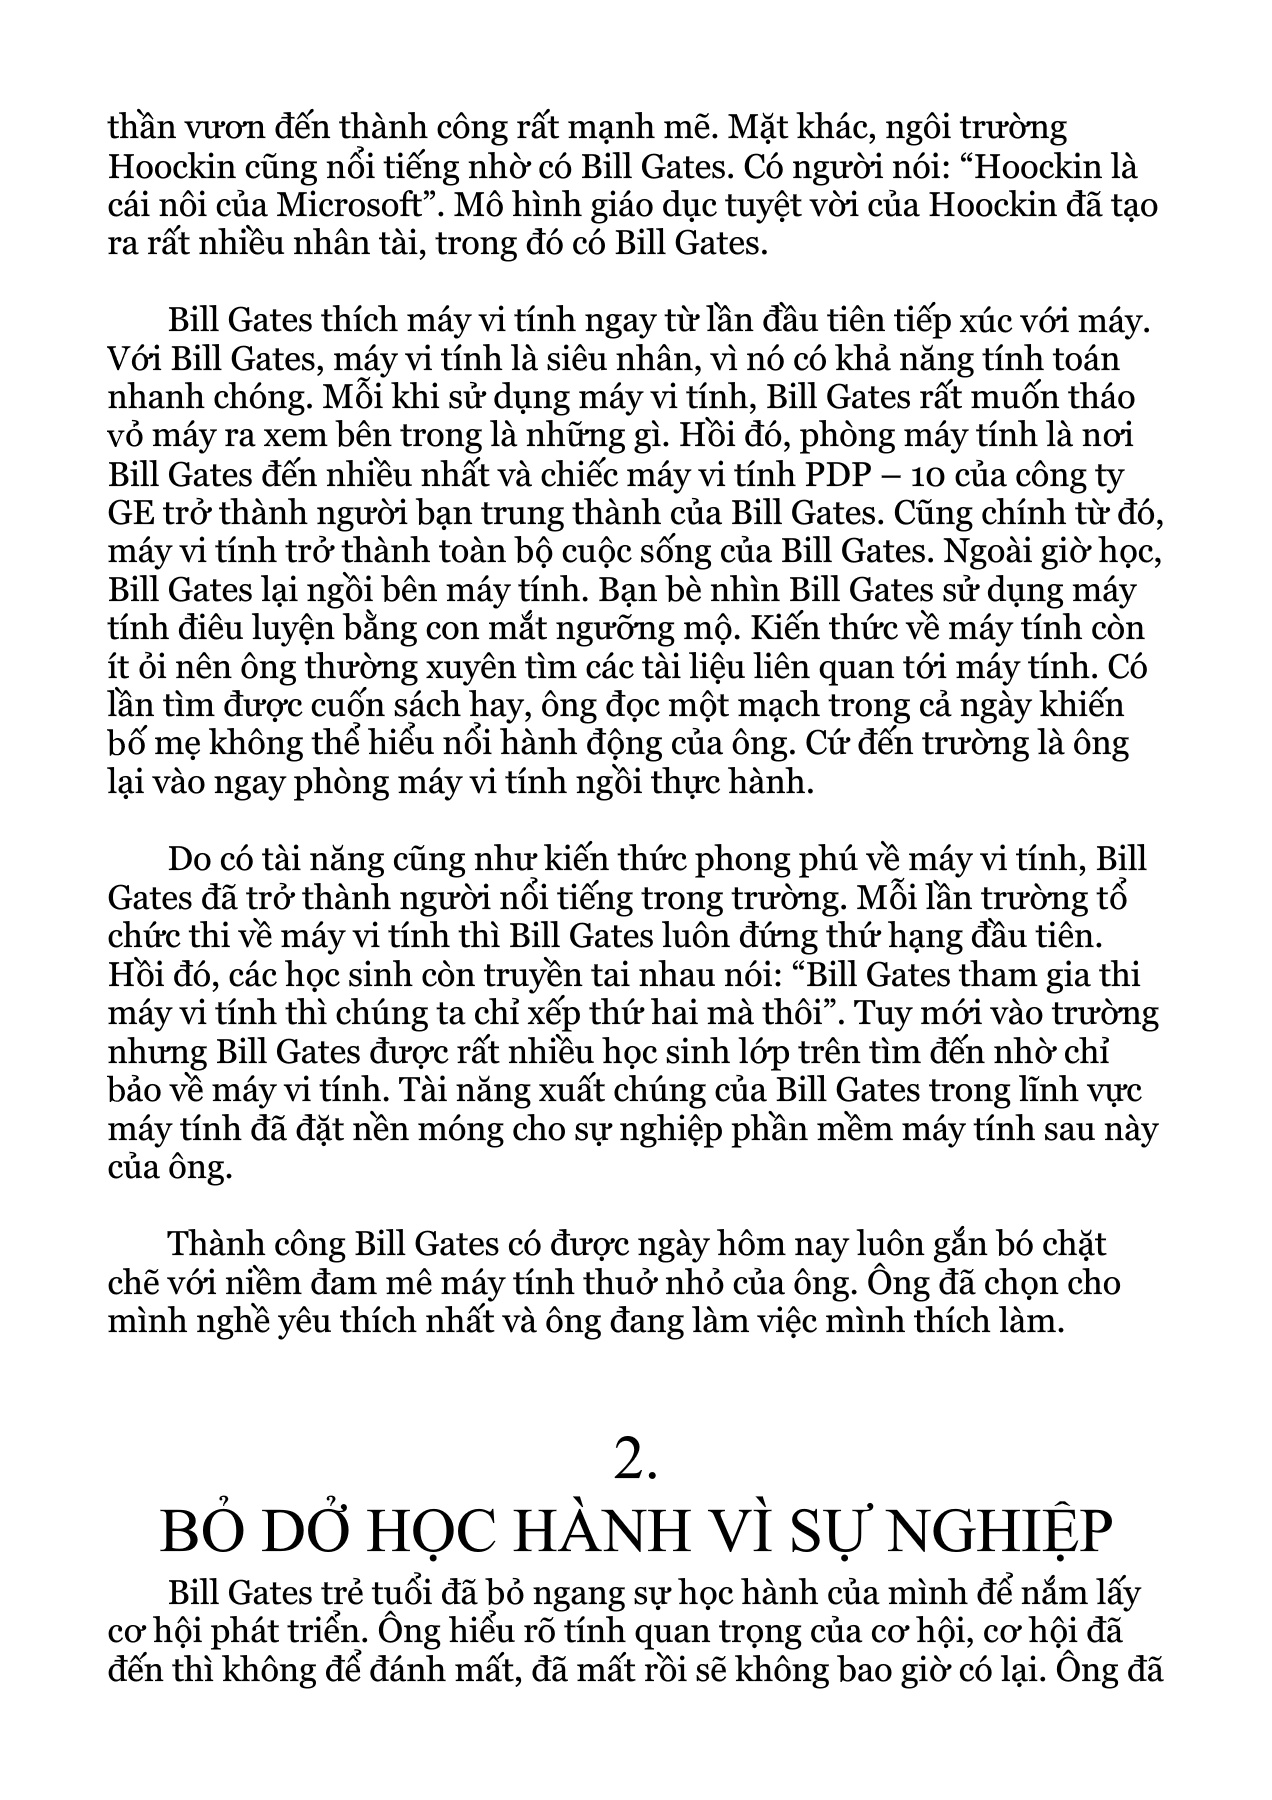 thần vươn đến thành công rất mạnh mẽ. Mặt khác, ngôi trường
Hoockin cũng nổi tiếng nhờ có Bill Gates. Có người nói: “Hoockin là
cái nôi của Microsoft”. Mô hình giáo dục tuyệt vời của Hoockin đã tạo
ra rất nhiều nhân tài, trong đó có Bill Gates.
Bill Gates thích máy vi tính ngay từ lần đầu tiên tiếp xúc với máy.
Với Bill Gates, máy vi tính là siêu nhân, vì nó có khả năng tính toán
nhanh chóng. Mỗi khi sử dụng máy vi tính, Bill Gates rất muốn tháo
vỏ máy ra xem bên trong là những gì. Hồi đó, phòng máy tính là nơi
Bill Gates đến nhiều nhất và chiếc máy vi tính PDP – 10 của công ty
GE trở thành người bạn trung thành của Bill Gates. Cũng chính từ đó,
máy vi tính trở thành toàn bộ cuộc sống của Bill Gates. Ngoài giờ học,
Bill Gates lại ngồi bên máy tính. Bạn bè nhìn Bill Gates sử dụng máy
tính điêu luyện bằng con mắt ngưỡng mộ. Kiến thức về máy tính còn
ít ỏi nên ông thường xuyên tìm các tài liệu liên quan tới máy tính. Có
lần tìm được cuốn sách hay, ông đọc một mạch trong cả ngày khiến
bố mẹ không thể hiểu nổi hành động của ông. Cứ đến trường là ông
lại vào ngay phòng máy vi tính ngồi thực hành.
Do có tài năng cũng như kiến thức phong phú về máy vi tính, Bill
Gates đã trở thành người nổi tiếng trong trường. Mỗi lần trường tổ
chức thi về máy vi tính thì Bill Gates luôn đứng thứ hạng đầu tiên.
Hồi đó, các học sinh còn truyền tai nhau nói: “Bill Gates tham gia thi
máy vi tính thì chúng ta chỉ xếp thứ hai mà thôi”. Tuy mới vào trường
nhưng Bill Gates được rất nhiều học sinh lớp trên tìm đến nhờ chỉ
bảo về máy vi tính. Tài năng xuất chúng của Bill Gates trong lĩnh vực
máy tính đã đặt nền móng cho sự nghiệp phần mềm máy tính sau này
của ông.
Thành công Bill Gates có được ngày hôm nay luôn gắn bó chặt
chẽ với niềm đam mê máy tính thuở nhỏ của ông. Ông đã chọn cho
mình nghề yêu thích nhất và ông đang làm việc mình thích làm.
2.
BỎ DỞ HỌC HÀNH VÌ SỰ NGHIỆP
Bill Gates trẻ tuổi đã bỏ ngang sự học hành của mình để nắm lấy
cơ hội phát triển. Ông hiểu rõ tính quan trọng của cơ hội, cơ hội đã
đến thì không để đánh mất, đã mất rồi sẽ không bao giờ có lại. Ông đã